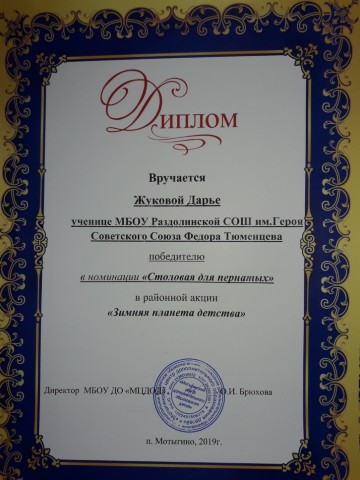 Диплом
Вручается
Жуковой Дарье
ученице МБОУ Раздолинской СОШ им.Героя
Советского Союза Федора Тюменцева
победителю
в номинации «Столовая для пернатых»
в районной акции
«Зимняя планета детства»
Директор МБОУ ДО «МЦДОД» О.И. Брюхова
п. Мотыгино, 2019г.